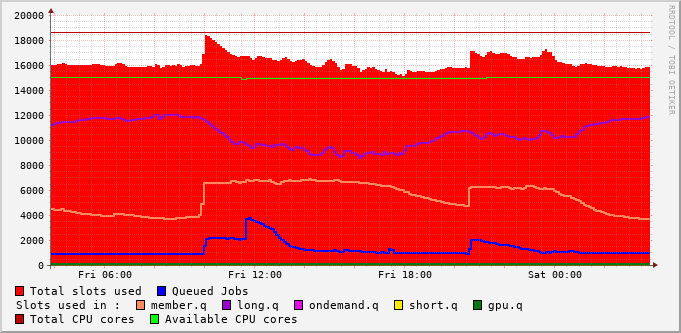 20000
18000
16000
14000
12000
10000
8000
6000
4000
2000
0
Fri 06:00 Fri 12:00 Fri 18:00 Sat 00:00
RRDTOOL / TOBI OETIKER
Total slots used Queued Jobs
Slots used in : member.q long.q ondemand.q short.q gpu.q
Total CPU cores Available CPU cores